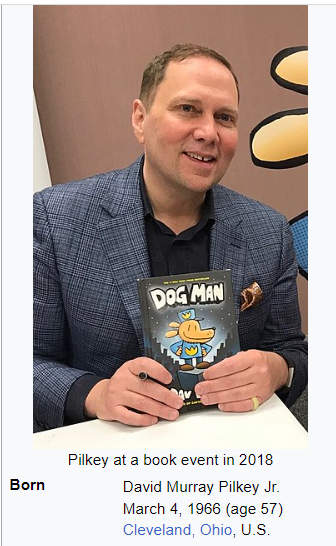 DOG MAN
DAV
Pilkey at a book event in 2018
Born
David Murray Pilkey Jr.
March 4, 1966 (age 57)
Cleveland, Ohio, U.S.